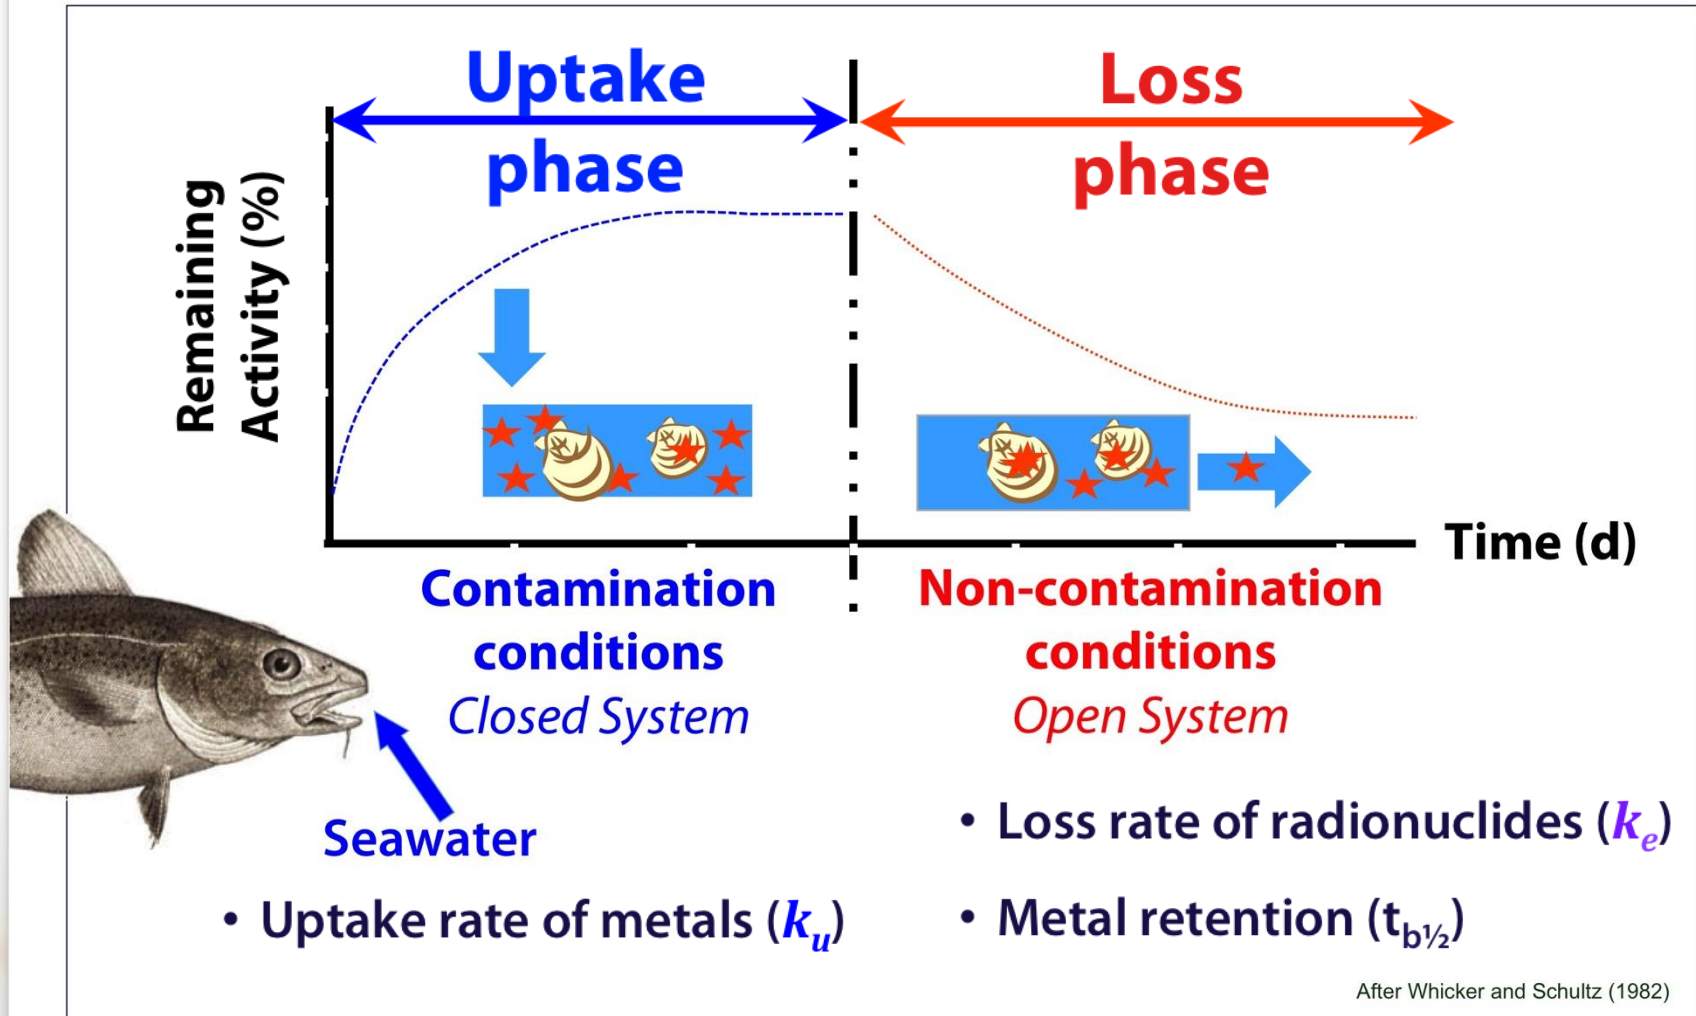 Uptake
phase
Loss
phase
Remaining
Activity (%)
Time (d)
Contamination
conditions
Closed System
Non-contamination
conditions
Open System
Seawater
• Uptake rate of metals (kᵤ)
• Loss rate of radionuclides (kₑ)
• Metal retention (t_b½)
After Whicker and Schultz (1982)